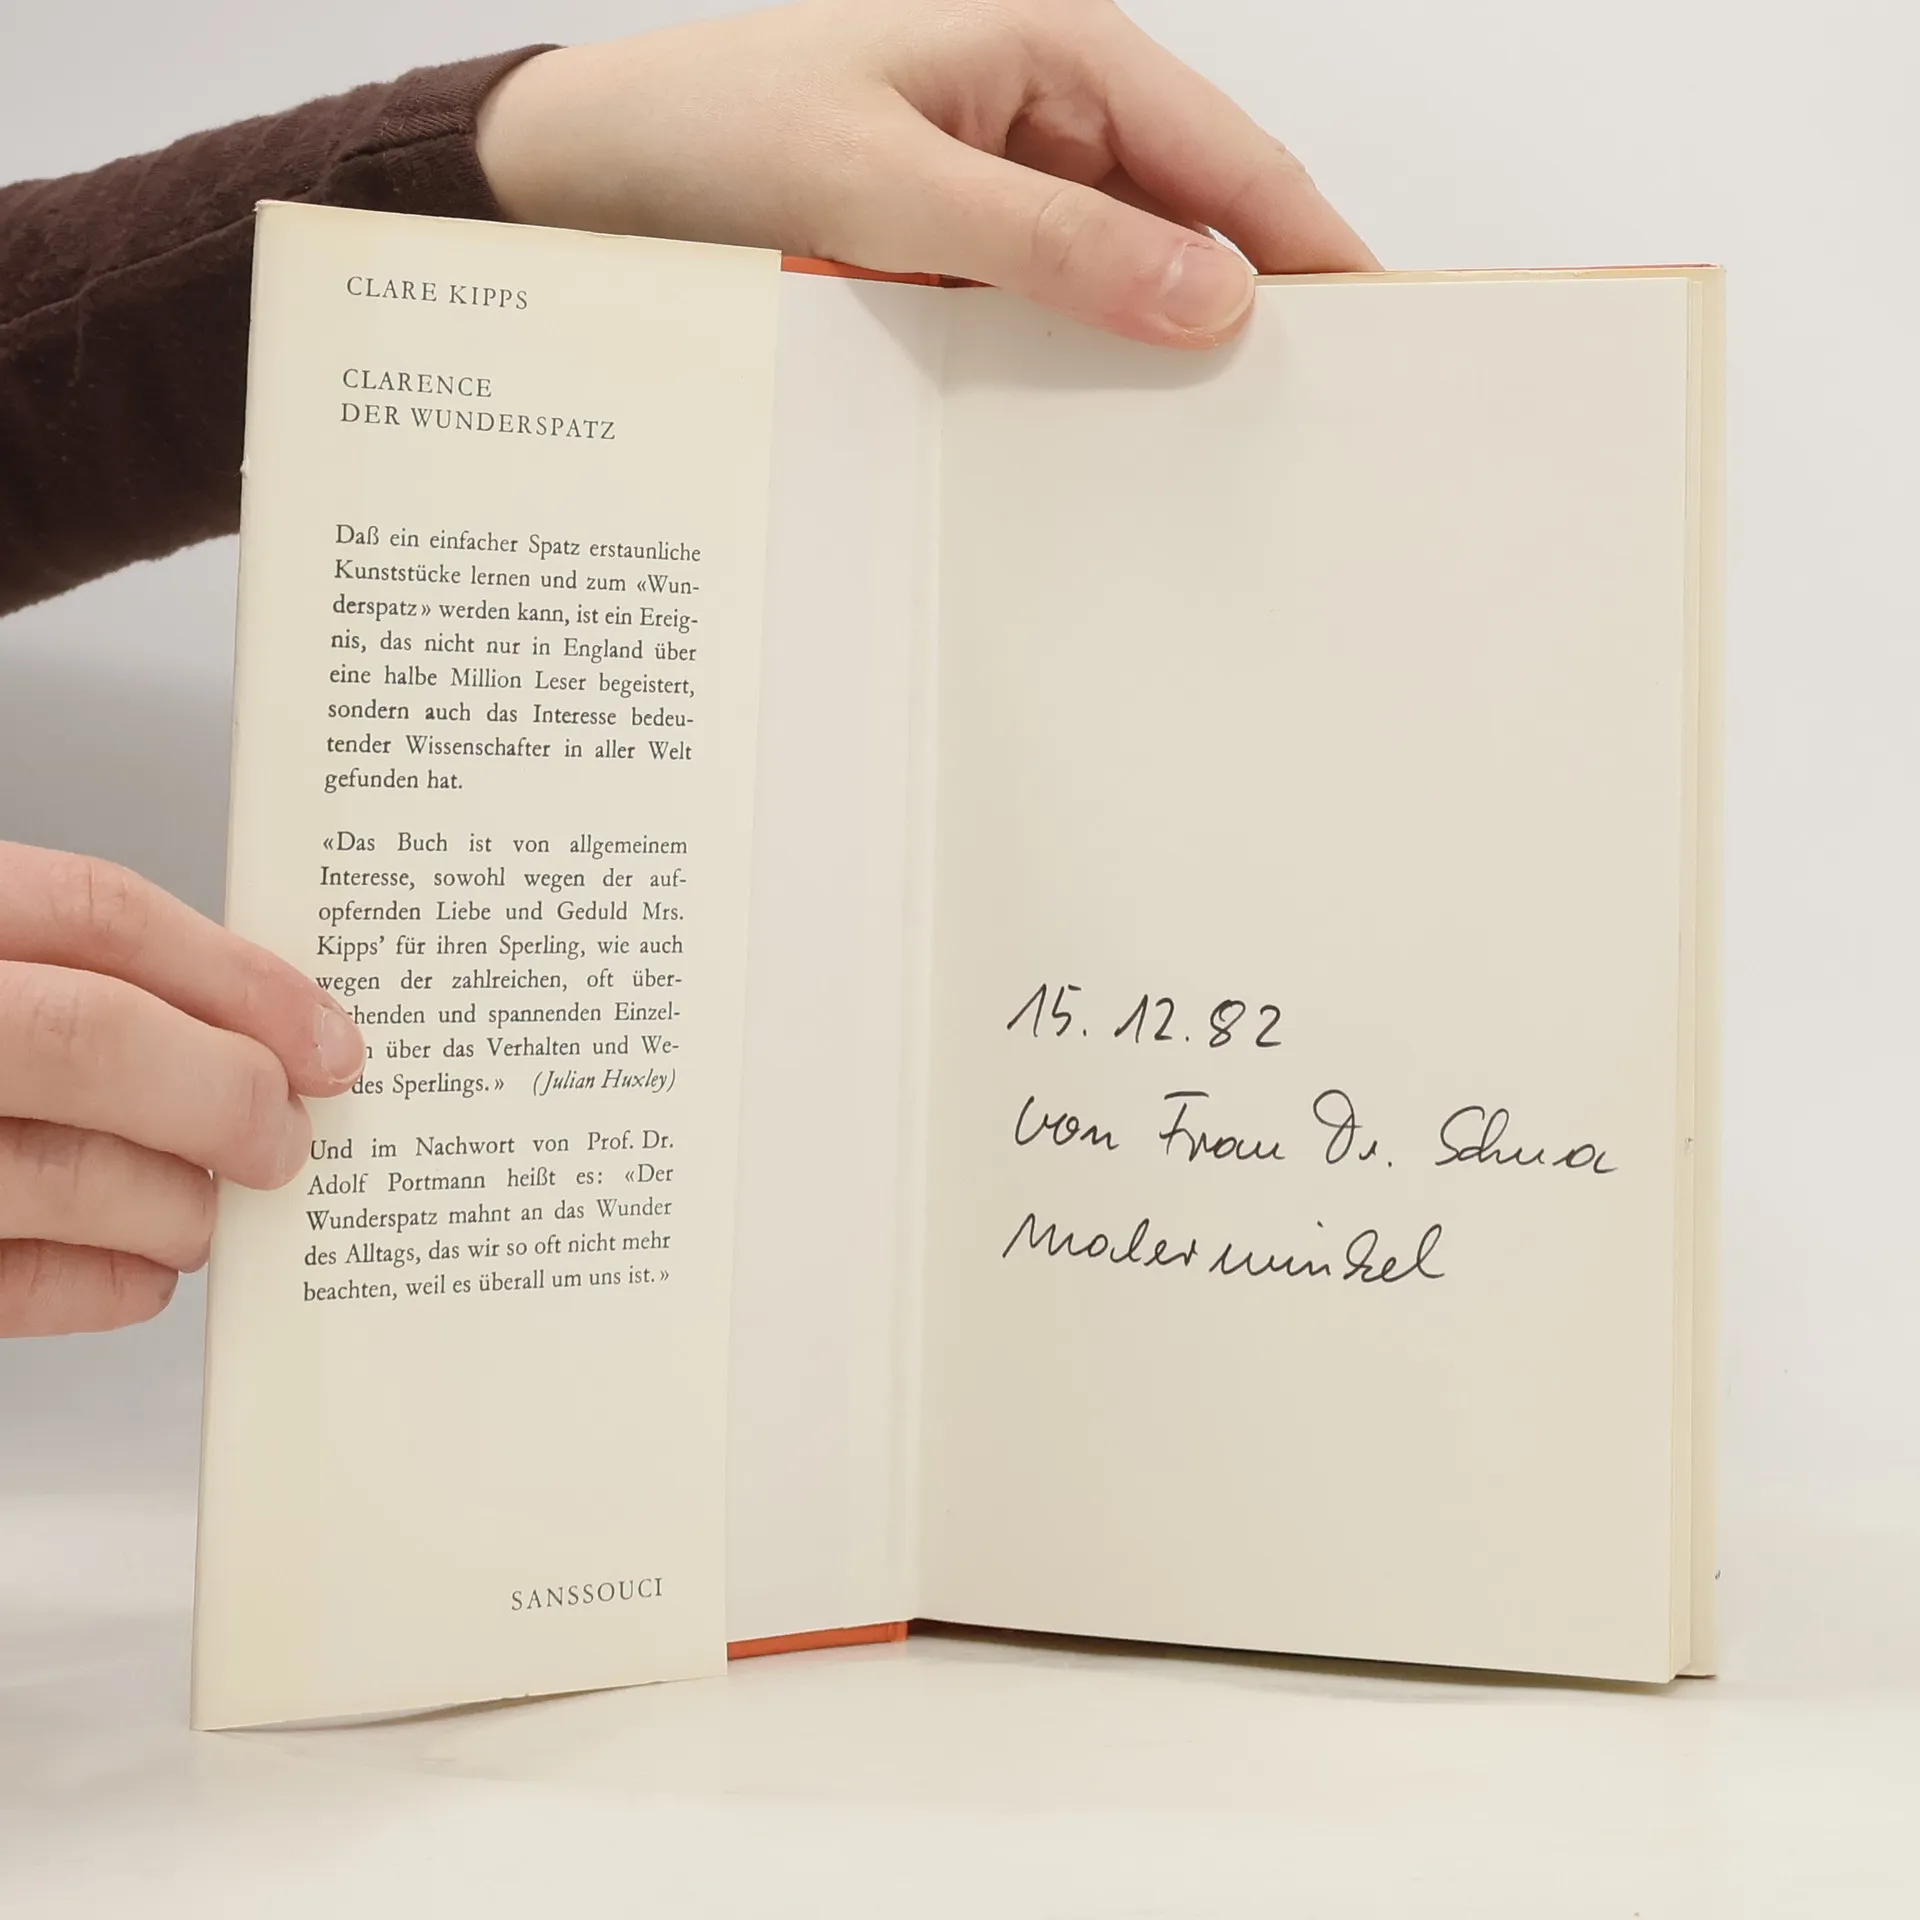 CLARE KIPPS
CLARENCE
DER WUNDERSPATZ
Daß ein einfacher Spatz erstaunliche
Kunststücke lernen und zum «Wun-
derspatz» werden kann, ist ein Ereig-
nis, das nicht nur in England über
eine halbe Million Leser begeistert,
sondern auch das Interesse bedeu-
tender Wissenschafter in aller Welt
gefunden hat.
«Das Buch ist von allgemeinem
Interesse, sowohl wegen der auf-
opfernden Liebe und Geduld Mrs.
Kipps' für ihren Sperling, wie auch
wegen der zahlreichen, oft über-
und spannenden Einzel-
über das Verhalten und We-
des Sperlings.» (Julian Huxley)
Und im Nachwort von Prof. Dr.
Adolf Portmann heißt es: «Der
Wunderspatz mahnt an das Wunder
des Alltags, das wir so oft nicht mehr
beachten, weil es überall um uns ist.»
SANSSOUCI
15. 12. 82
von Frau Dr.
Malerwinkel